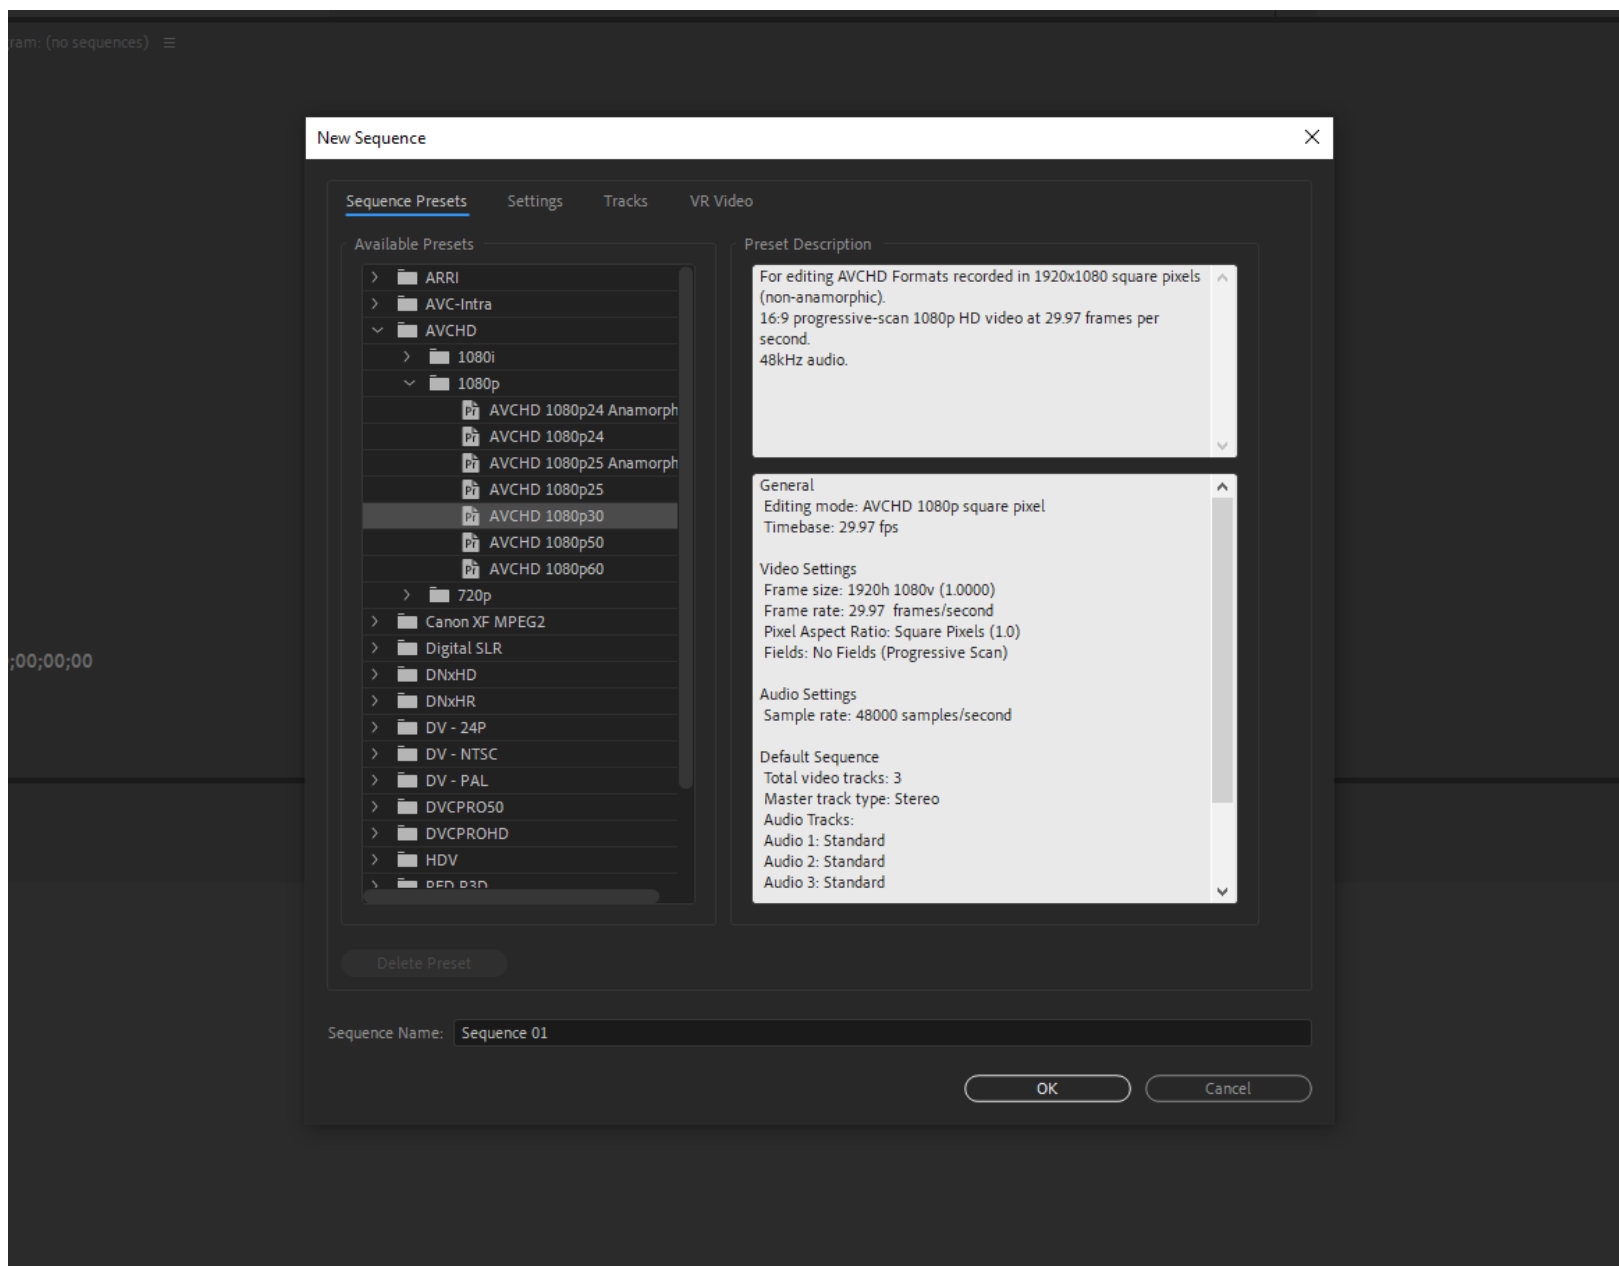 ram: (no sequences)
New Sequence
Sequence Presets Settings Tracks VR Video
Available Presets
ARRI
AVC-Intra
AVCHD
1080i
1080p
AVCHD 1080p24 Anamorph
AVCHD 1080p24
AVCHD 1080p25 Anamorph
AVCHD 1080p25
AVCHD 1080p30
AVCHD 1080p50
AVCHD 1080p60
720p
Canon XF MPEG2
Digital SLR
DNxHD
DNxHR
DV - 24P
DV - NTSC
DV - PAL
DVCPRO50
DVCPROHD
HDV
RED R3D
Preset Description
For editing AVCHD Formats recorded in 1920x1080 square pixels
(non-anamorphic).
16:9 progressive-scan 1080p HD video at 29.97 frames per
second.
48kHz audio.
General
Editing mode: AVCHD 1080p square pixel
Timebase: 29.97 fps
Video Settings
Frame size: 1920h 1080v (1.0000)
Frame rate: 29.97 frames/second
Pixel Aspect Ratio: Square Pixels (1.0)
Fields: No Fields (Progressive Scan)
Audio Settings
Sample rate: 48000 samples/second
Default Sequence
Total video tracks: 3
Master track type: Stereo
Audio Tracks:
Audio 1: Standard
Audio 2: Standard
Audio 3: Standard
;00;00;00
Delete Preset
Sequence Name: Sequence 01
OK Cancel